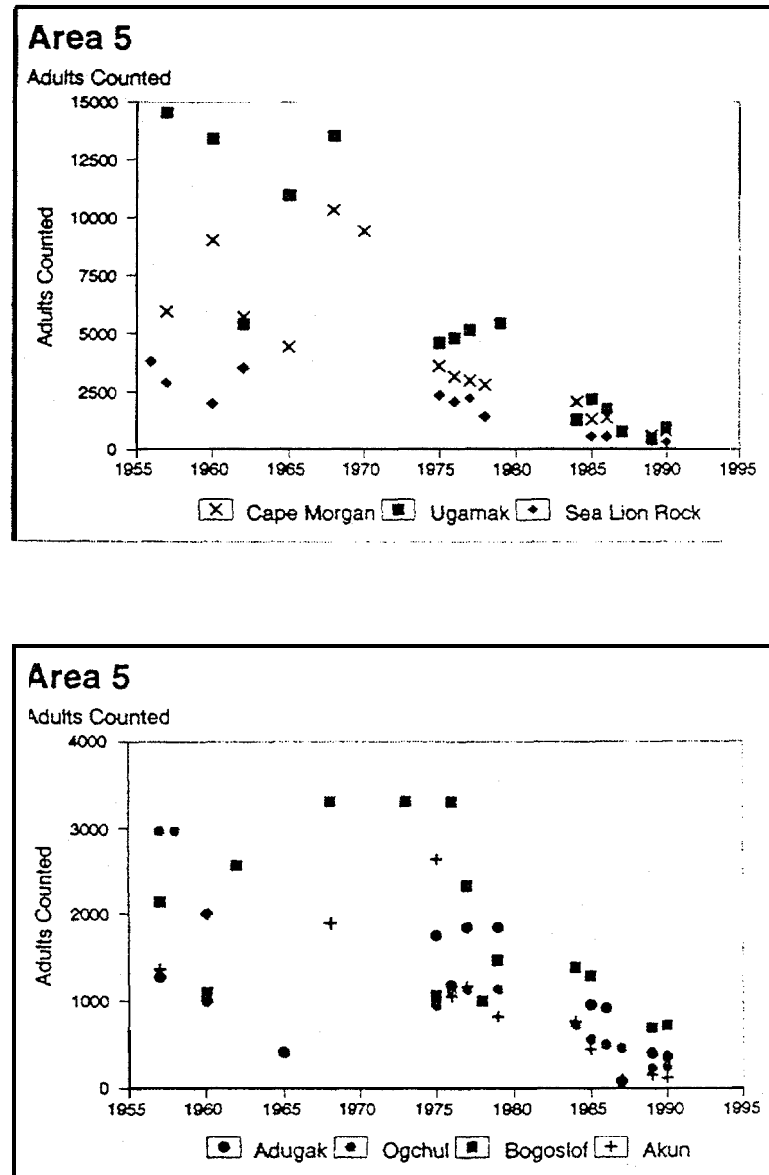 Area 5
Adults Counted
15000
12500
10000
7500
5000
2500
0
Adults Counted
1955 1960 1965 1970 1975 1980 1985 1990 1995
Cape Morgan Ugamak Sea Lion Rock
Area 5
Adults Counted
4000
3000
2000
1000
0
Adults Counted
1955 1960 1965 1970 1975 1980 1985 1990 1995
Adugak Ogchul Bogoslof Akun